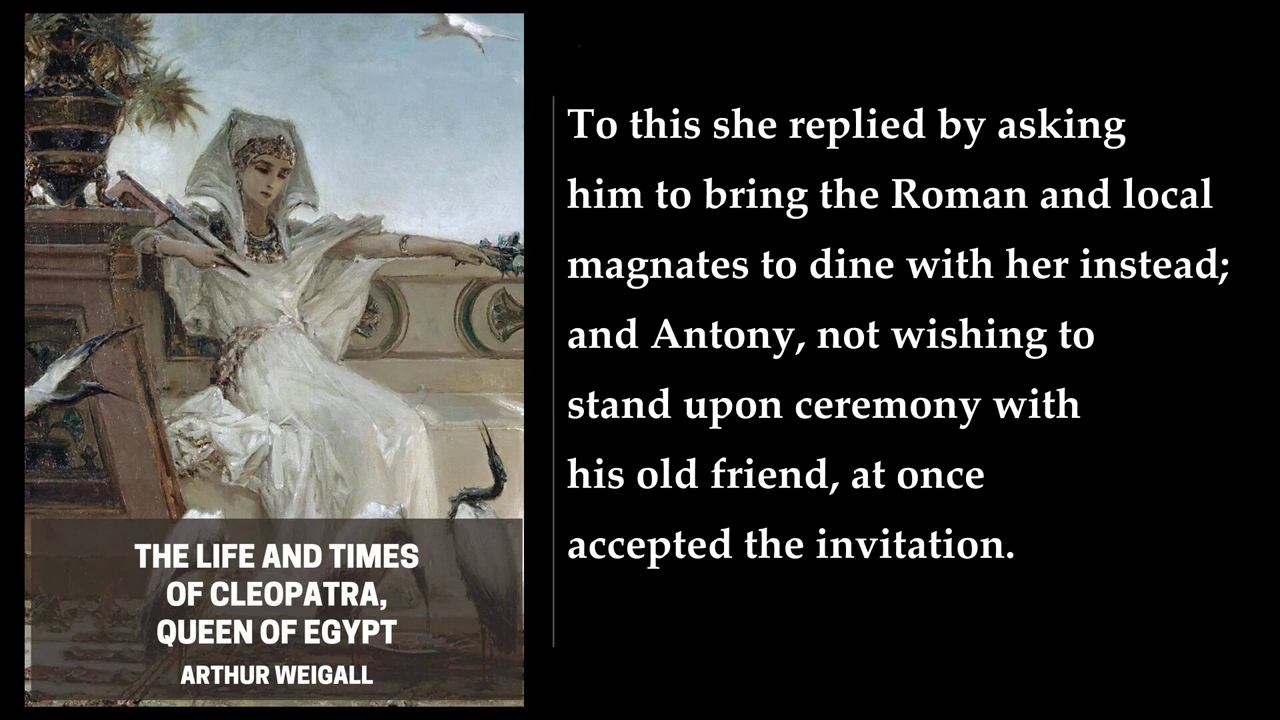 THE LIFE AND TIMES
OF CLEOPATRA,
QUEEN OF EGYPT
ARTHUR WEIGALL
To this she replied by asking
him to bring the Roman and local
magnates to dine with her instead;
and Antony, not wishing to
stand upon ceremony with
his old friend, at once
accepted the invitation.